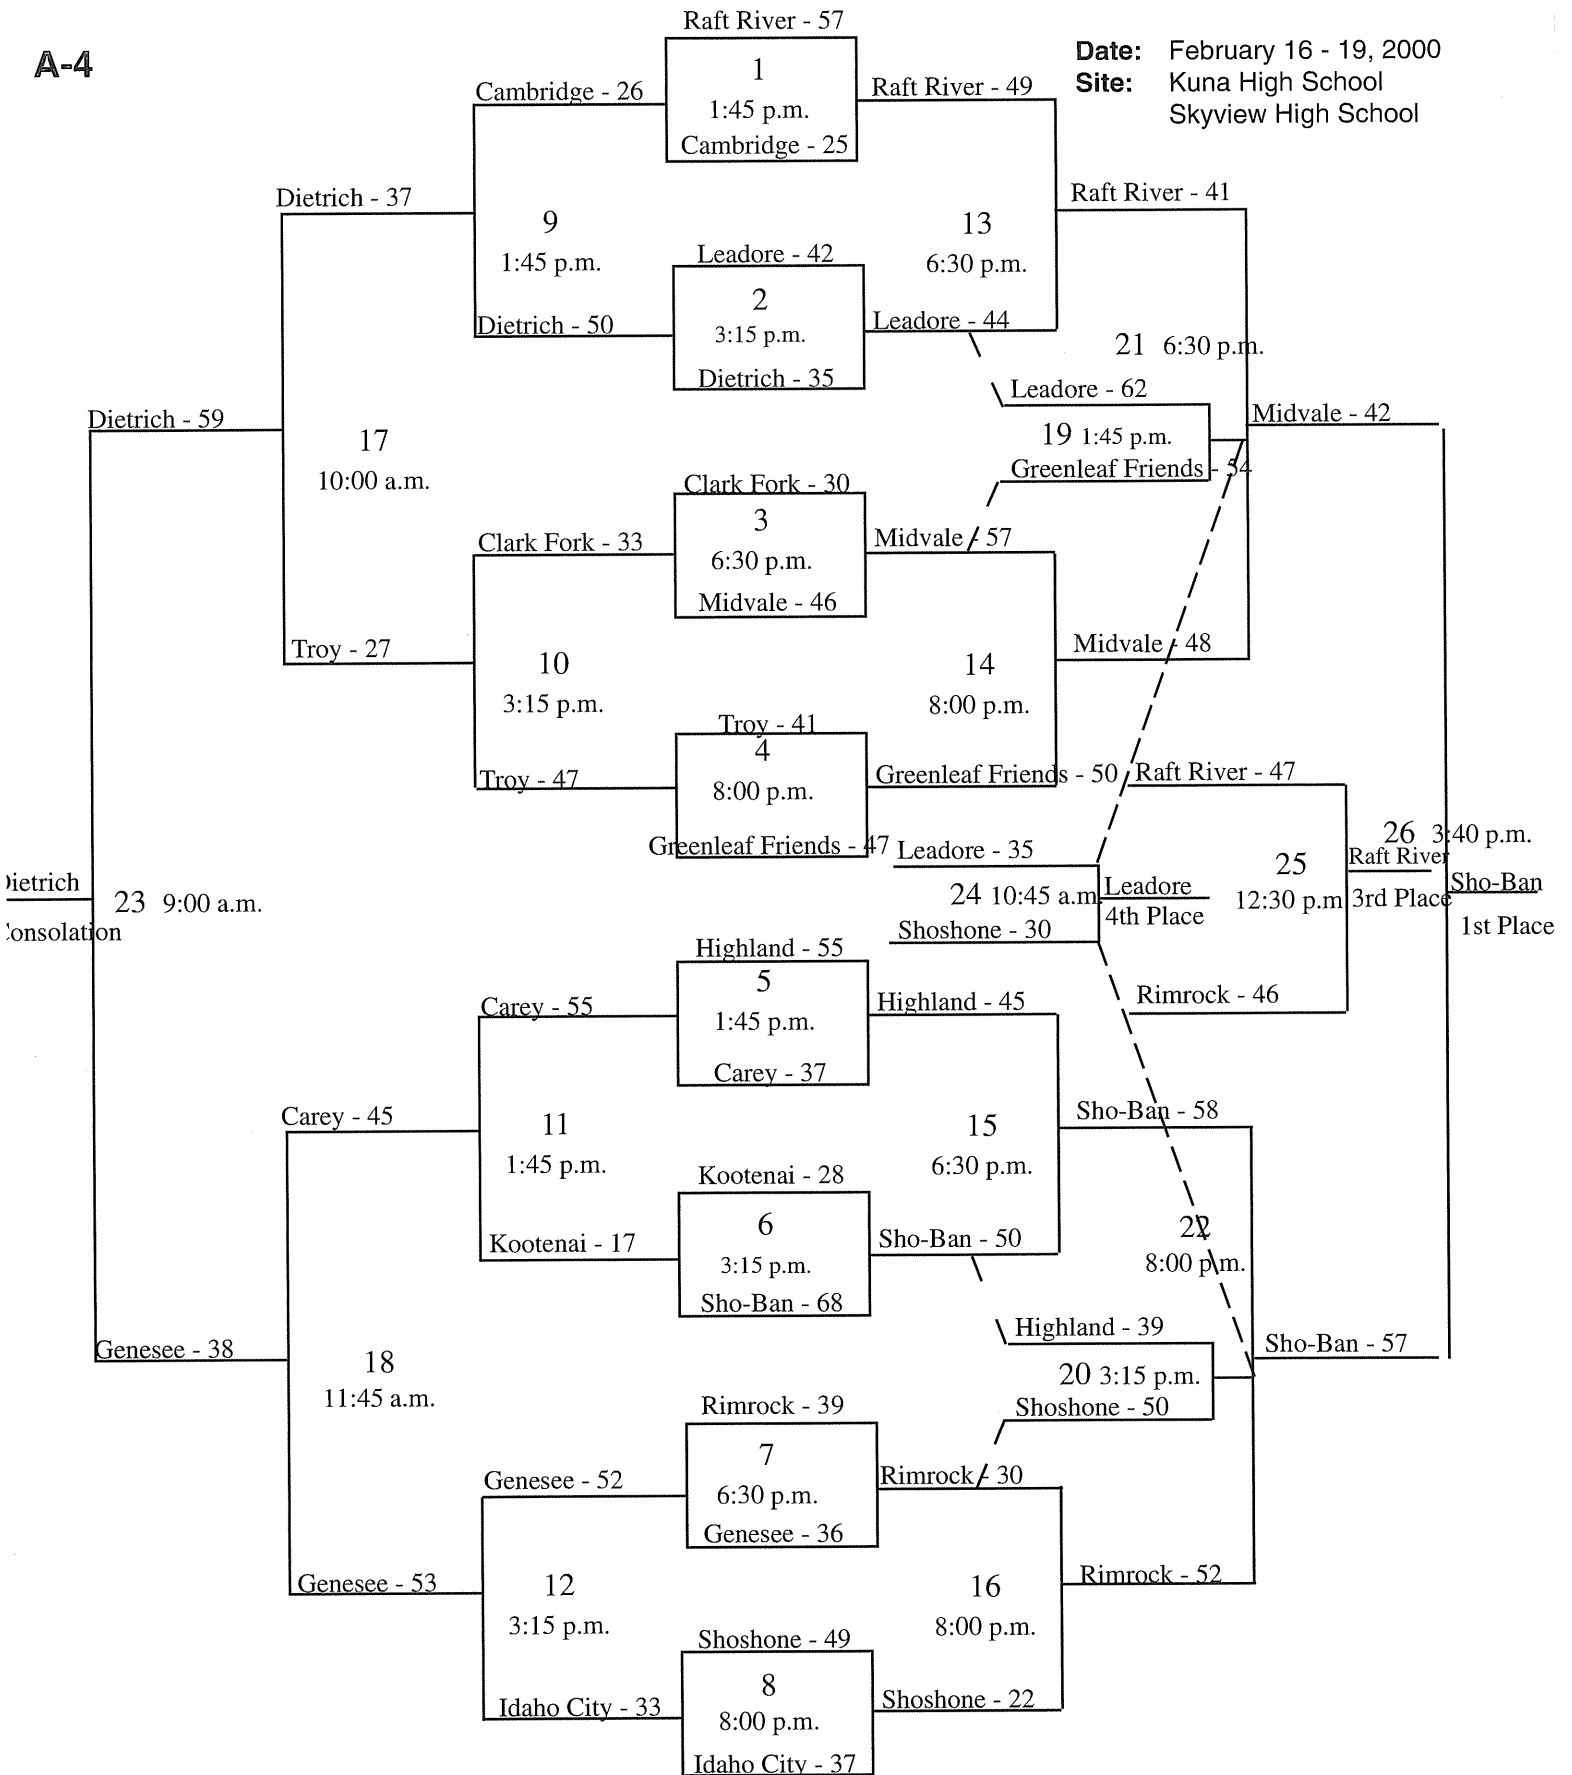 A-4
Date: February 16 - 19, 2000
Site: Kuna High School
Skyview High School
Raft River - 57
1
1:45 p.m.
Cambridge - 25
Cambridge - 26
Raft River - 49
Dietrich - 37
9
1:45 p.m.
13
6:30 p.m.
Raft River - 41
Leadore - 42
2
3:15 p.m.
Dietrich - 35
Dietrich - 50
Leadore - 44
21 6:30 p.m.
Leadore - 62
19 1:45 p.m.
Greenleaf Friends - 54
Midvale - 42
Dietrich - 59
17
10:00 a.m.
Clark Fork - 30
3
6:30 p.m.
Midvale - 46
Clark Fork - 33
Midvale - 57
Troy - 27
10
3:15 p.m.
14
8:00 p.m.
Midvale - 48
Troy - 41
4
8:00 p.m.
Greenleaf Friends - 47
Troy - 47
Greenleaf Friends - 50
Raft River - 47
26 3:40 p.m.
Leadore - 35
24 10:45 a.m.
Shoshone - 30
Leadore
4th Place
25
12:30 p.m
Raft River
3rd Place
Sho-Ban
1st Place
Rimrock - 46
Dietrich
Consolation
23 9:00 a.m.
Highland - 55
5
1:45 p.m.
Carey - 37
Carey - 55
Highland - 45
Carey - 45
11
1:45 p.m.
15
6:30 p.m.
Sho-Ban - 58
Kootenai - 28
6
3:15 p.m.
Sho-Ban - 68
Kootenai - 17
Sho-Ban - 50
22
8:00 p.m.
Highland - 39
20 3:15 p.m.
Shoshone - 50
Sho-Ban - 57
Genesee - 38
18
11:45 a.m.
Rimrock - 39
7
6:30 p.m.
Genesee - 36
Genesee - 52
Rimrock - 30
Genesee - 53
12
3:15 p.m.
16
8:00 p.m.
Rimrock - 52
Shoshone - 49
8
8:00 p.m.
Idaho City - 37
Idaho City - 33
Shoshone - 22